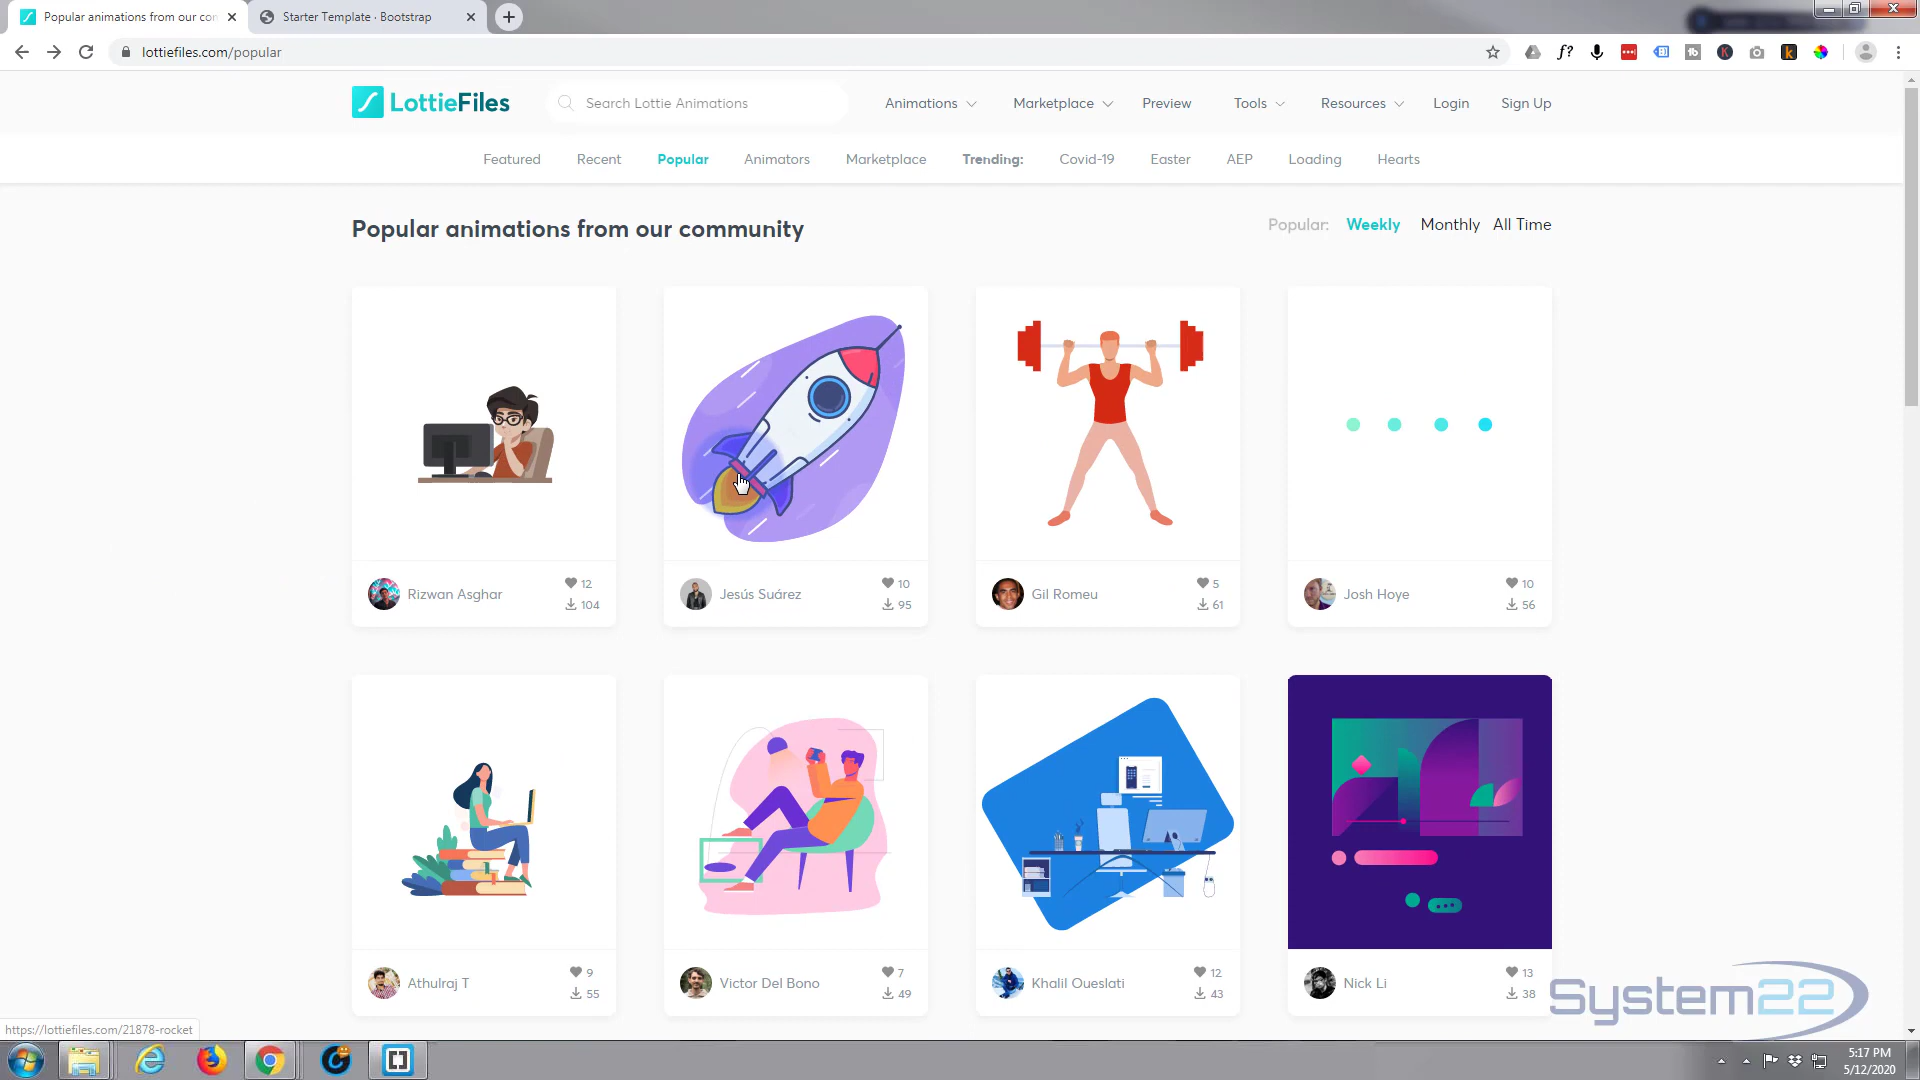 Popular animations from our con
Starter Template · Bootstrap
lottiefiles.com/popular
LottieFiles
Search Lottie Animations
Animations
Marketplace
Preview
Tools
Resources
Login
Sign Up
Featured
Recent
Popular
Animators
Marketplace
Trending:
Covid-19
Easter
AEP
Loading
Hearts
Popular animations from our community
Popular:
Weekly
Monthly
All Time
Rizwan Asghar
12
104
Jesús Suárez
10
95
Gil Romeu
5
61
Josh Hoye
10
56
Athulraj T
9
55
Victor Del Bono
7
49
Khalil Oueslati
12
43
Nick Li
13
38
System22
https://lottiefiles.com/21878-rocket
5:17 PM
5/12/2020